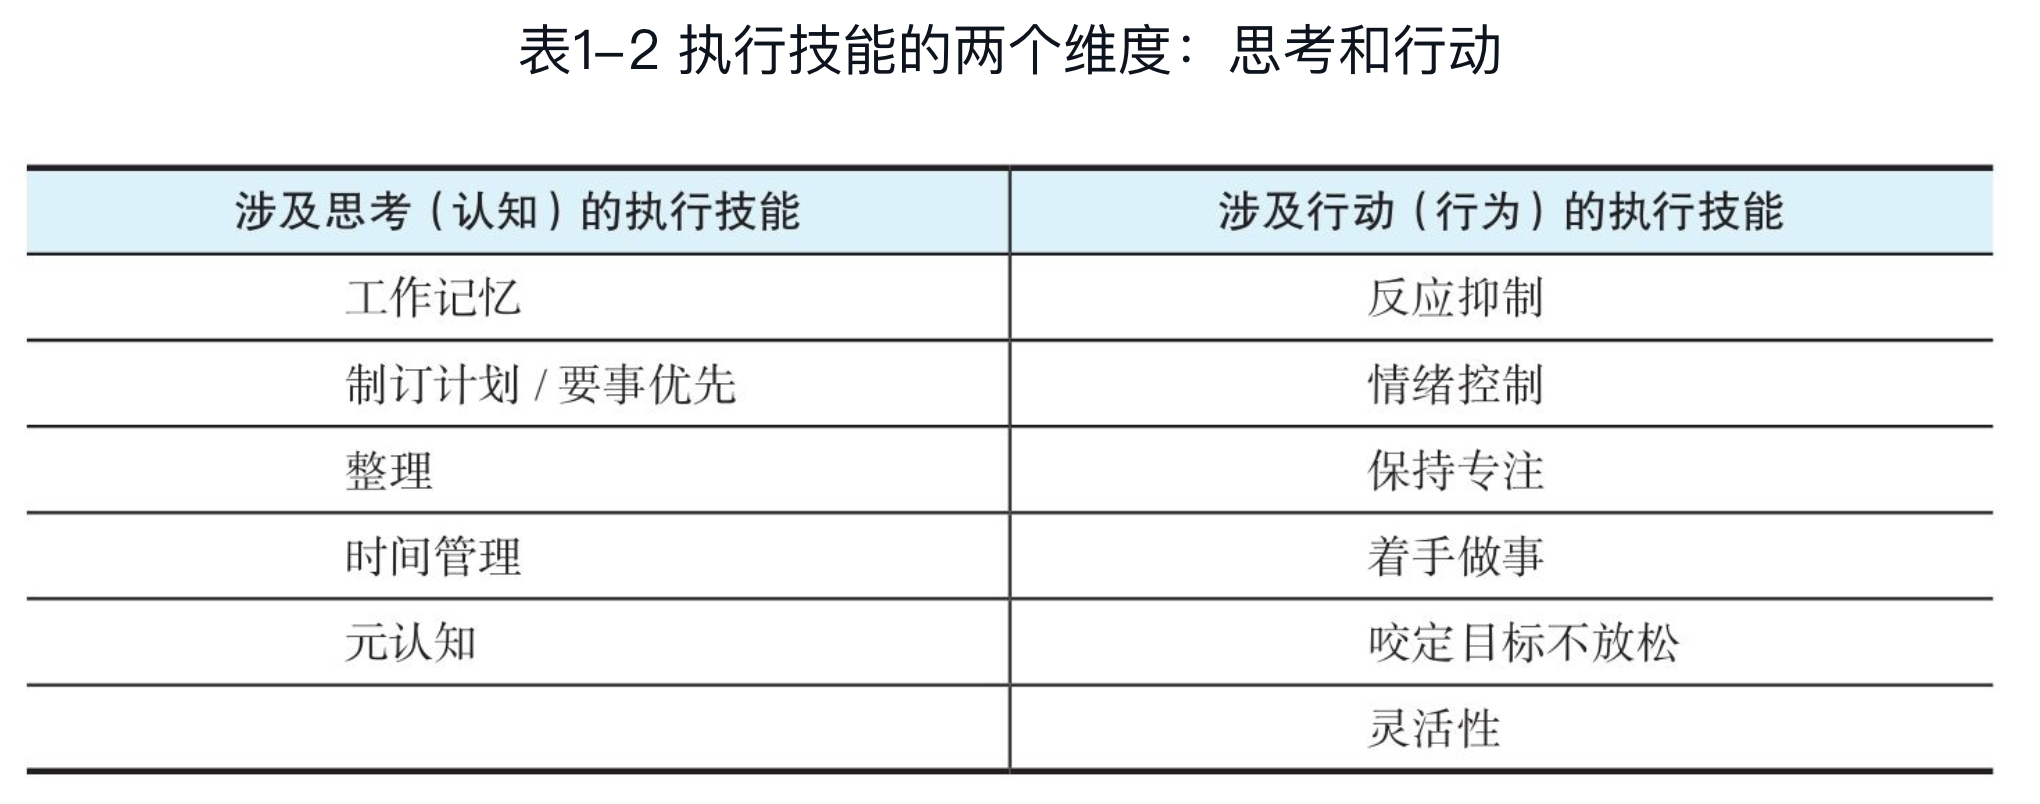 表1-2 执行技能的两个维度：思考和行动
涉及思考（认知）的执行技能 涉及行动（行为）的执行技能
工作记忆 反应抑制
制订计划 / 要事优先 情绪控制
整理 保持专注
时间管理 着手做事
元认知 咬定目标不放松
灵活性